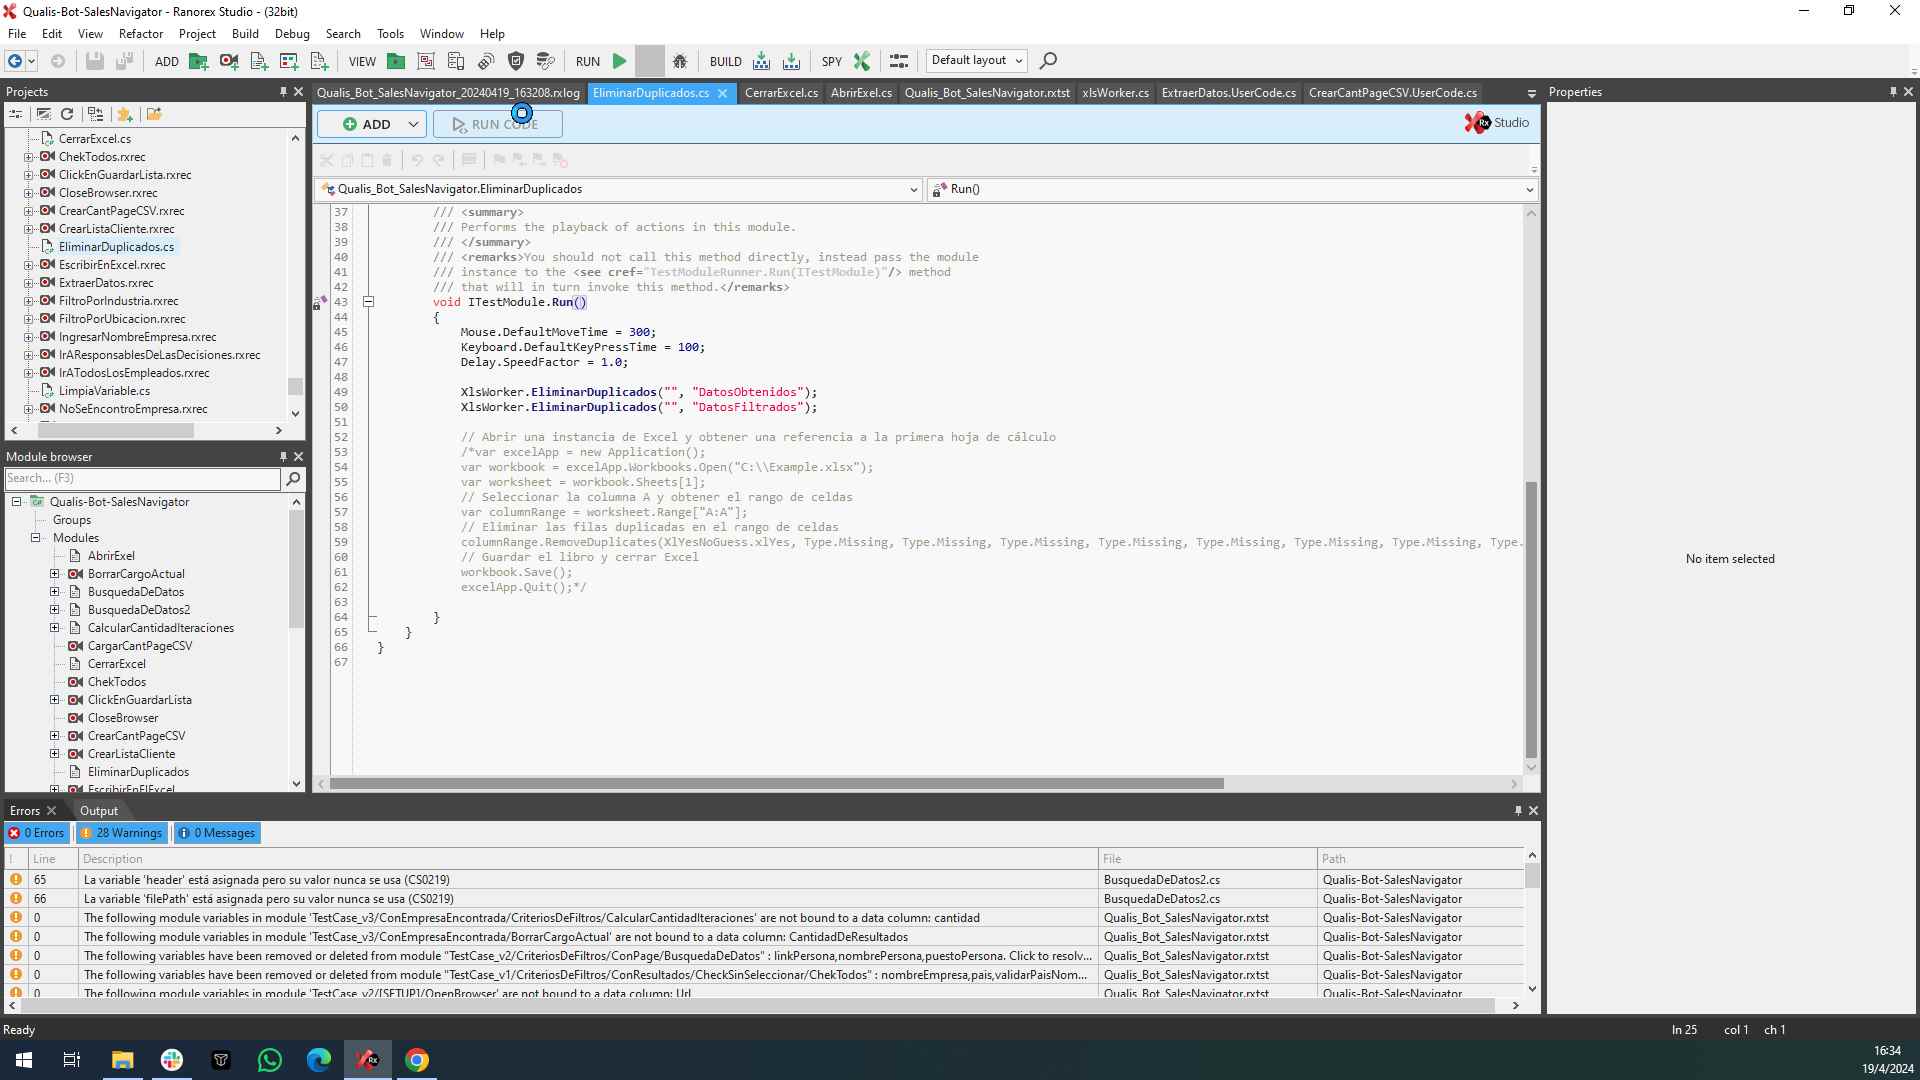 Qualis-Bot-SalesNavigator - Ranorex Studio - (32bit)
File Edit View Refactor Project Build Debug Search Tools Window Help
ADD VIEW RUN BUILD SPY Default layout
Projects
CerrarExcel.cs
ChekTodos.rxrec
ClickEnGuardarLista.rxrec
CloseBrowser.rxrec
CrearCantPageCSV.rxrec
CrearListaCliente.rxrec
EliminarDuplicados.cs
EscribirEnExcel.rxrec
ExtraerDatos.rxrec
FiltroPorIndustria.rxrec
FiltroPorUbicacion.rxrec
IngresarNombreEmpresa.rxrec
IrAResponsablesDeLasDecisiones.rxrec
IrATodosLosEmpleados.rxrec
LimpiaVariable.cs
NoSeEncontroEmpresa.rxrec
Module browser
Search... (F3)
Qualis-Bot-SalesNavigator
Groups
Modules
AbrirExel
BorrarCargoActual
BusquedaDeDatos
BusquedaDeDatos2
CalcularCantidadIteraciones
CargarCantPageCSV
CerrarExcel
ChekTodos
ClickEnGuardarLista
CloseBrowser
CrearCantPageCSV
CrearListaCliente
EliminarDuplicados
EscribirEnElExcel
Qualis_Bot_SalesNavigator_20240419_163208.rxlog EliminarDuplicados.cs CerrarExcel.cs AbrirExel.cs Qualis_Bot_SalesNavigator.rxtst xlsWorker.cs ExtraerDatos.UserCode.cs CrearCantPageCSV.UserCode.cs
ADD RUN CODE Rx Studio
Qualis_Bot_SalesNavigator.EliminarDuplicados Run()
37 /// <summary>
38 /// Performs the playback of actions in this module.
39 /// </summary>
40 /// <remarks>You should not call this method directly, instead pass the module
41 /// instance to the <see cref="TestModuleRunner.Run(ITestModule)"/> method
42 /// that will in turn invoke this method.</remarks>
43 void ITestModule.Run()
44 {
45 Mouse.DefaultMoveTime = 300;
46 Keyboard.DefaultKeyPressTime = 100;
47 Delay.SpeedFactor = 1.0;
48
49 XlsWorker.EliminarDuplicados("", "DatosObtenidos");
50 XlsWorker.EliminarDuplicados("", "DatosFiltrados");
51
52 // Abrir una instancia de Excel y obtener una referencia a la primera hoja de cálculo
53 /*var excelApp = new Application();
54 var workbook = excelApp.Workbooks.Open("C:\\Example.xlsx");
55 var worksheet = workbook.Sheets[1];
56 // Seleccionar la columna A y obtener el rango de celdas
57 var columnRange = worksheet.Range["A:A"];
58 // Eliminar las filas duplicadas en el rango de celdas
59 columnRange.RemoveDuplicates(XlYesNoGuess.xlYes, Type.Missing, Type.Missing, Type.Missing, Type.Missing, Type.Missing, Type.Missing, Type.Missing, Type.
60 // Guardar el libro y cerrar Excel
61 workbook.Save();
62 excelApp.Quit();*/
63
64 }
65 }
66 }
67
Properties
No item selected
Errors Output
0 Errors 28 Warnings 0 Messages
! Line Description File Path
65 La variable 'header' está asignada pero su valor nunca se usa (CS0219) BusquedaDeDatos2.cs Qualis-Bot-SalesNavigator
66 La variable 'filePath' está asignada pero su valor nunca se usa (CS0219) BusquedaDeDatos2.cs Qualis-Bot-SalesNavigator
0 The following module variables in module 'TestCase_v3/ConEmpresaEncontrada/CriteriosDeFiltros/CalcularCantidadIteraciones' are not bound to a data column: cantidad Qualis_Bot_SalesNavigator.rxtst Qualis-Bot-SalesNavigator
0 The following module variables in module 'TestCase_v3/ConEmpresaEncontrada/BorrarCargoActual' are not bound to a data column: CantidadDeResultados Qualis_Bot_SalesNavigator.rxtst Qualis-Bot-SalesNavigator
0 The following variables have been removed or deleted from module "TestCase_v2/CriteriosDeFiltros/ConPage/BusquedaDeDatos" : linkPersona,nombrePersona,puestoPersona. Click to resolv... Qualis_Bot_SalesNavigator.rxtst Qualis-Bot-SalesNavigator
0 The following variables have been removed or deleted from module "TestCase_v1/CriteriosDeFiltros/ConResultados/CheckSinSeleccionar/ChekTodos" : nombreEmpresa,pais,validarPaisNom... Qualis_Bot_SalesNavigator.rxtst Qualis-Bot-SalesNavigator
0 The following module variables in module 'TestCase_v2/[SETUP]/OpenBrowser' are not bound to a data column: Url Qualis_Bot_SalesNavigator.rxtst Qualis-Bot-SalesNavigator
Ready ln 25 col 1 ch 1
16:34
19/4/2024